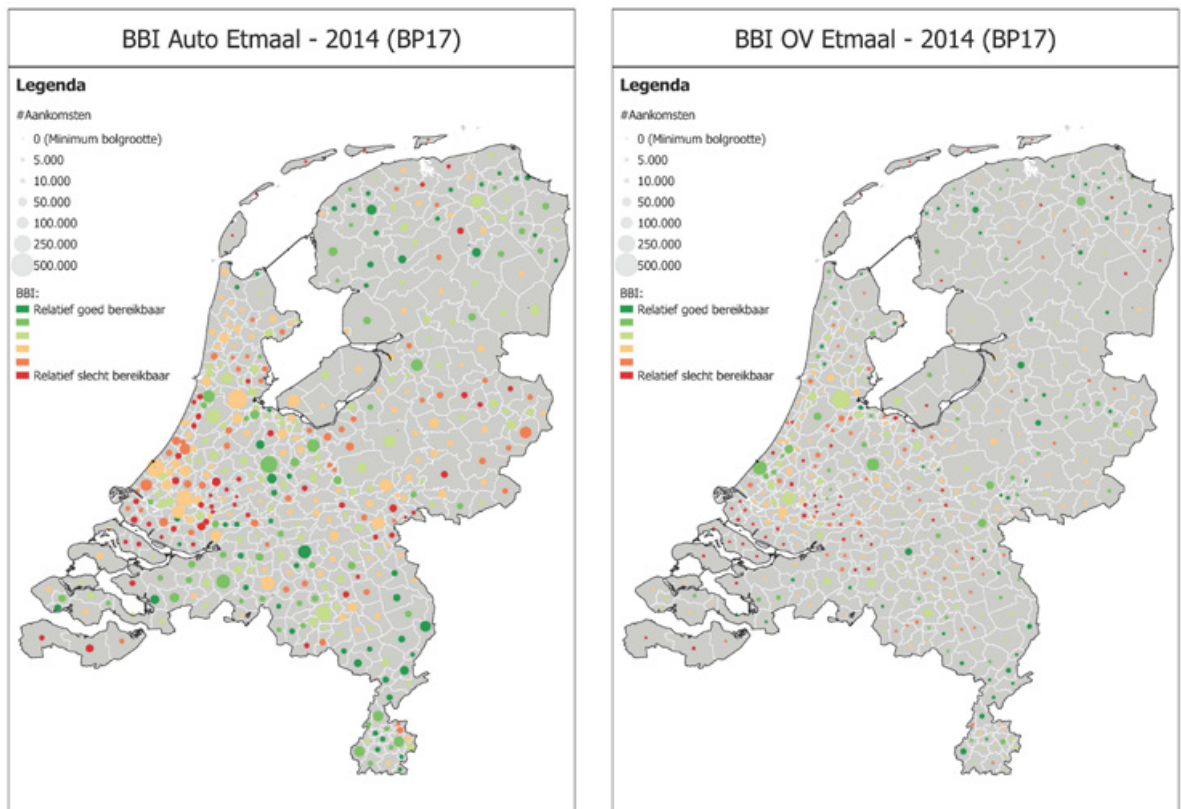 BBI Auto Etmaal - 2014 (BP17)
Legenda
#Aankomsten
0 (Minimum bolgrootte)
5.000
10.000
50.000
100.000
250.000
500.000
BBI:
Relatief goed bereikbaar
Relatief slecht bereikbaar
BBI OV Etmaal - 2014 (BP17)
Legenda
#Aankomsten
0 (Minimum bolgrootte)
5.000
10.000
50.000
100.000
250.000
500.000
BBI:
Relatief goed bereikbaar
Relatief slecht bereikbaar